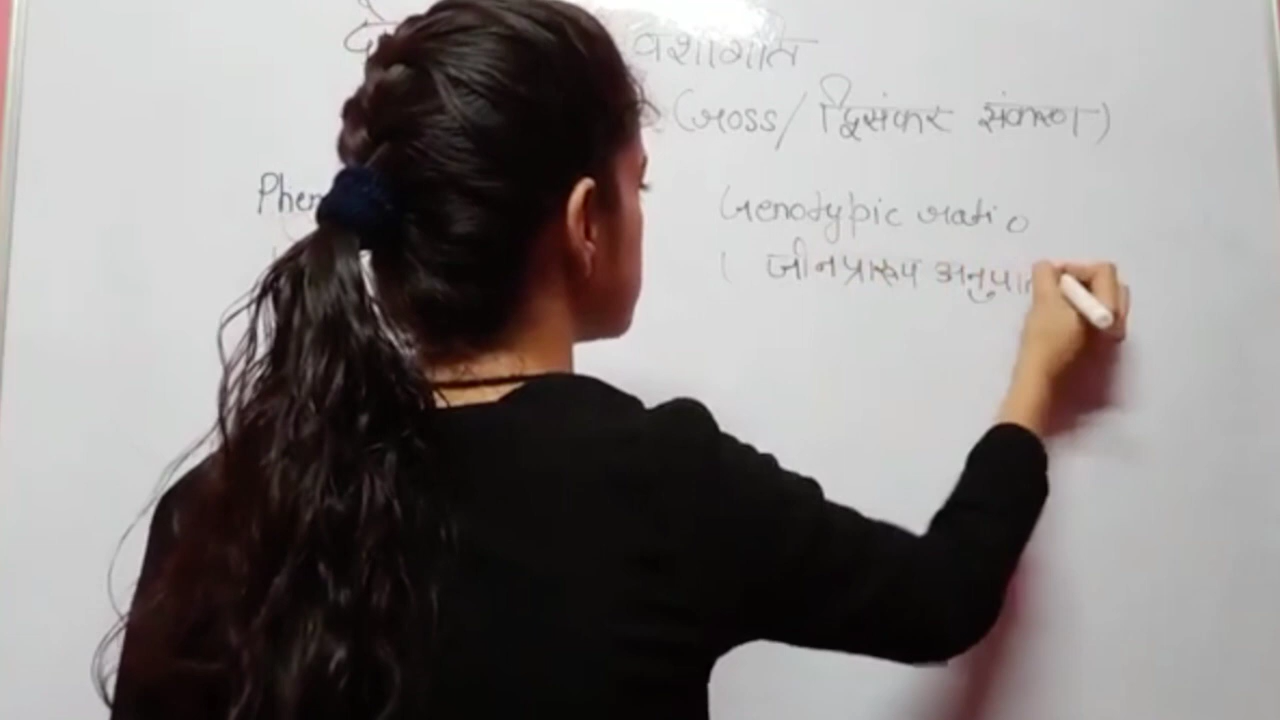 वंशागति
Cross/ द्विसंकर संकरण)
Phen
Genotypic ratio
( जीनप्रारूप अनुपा